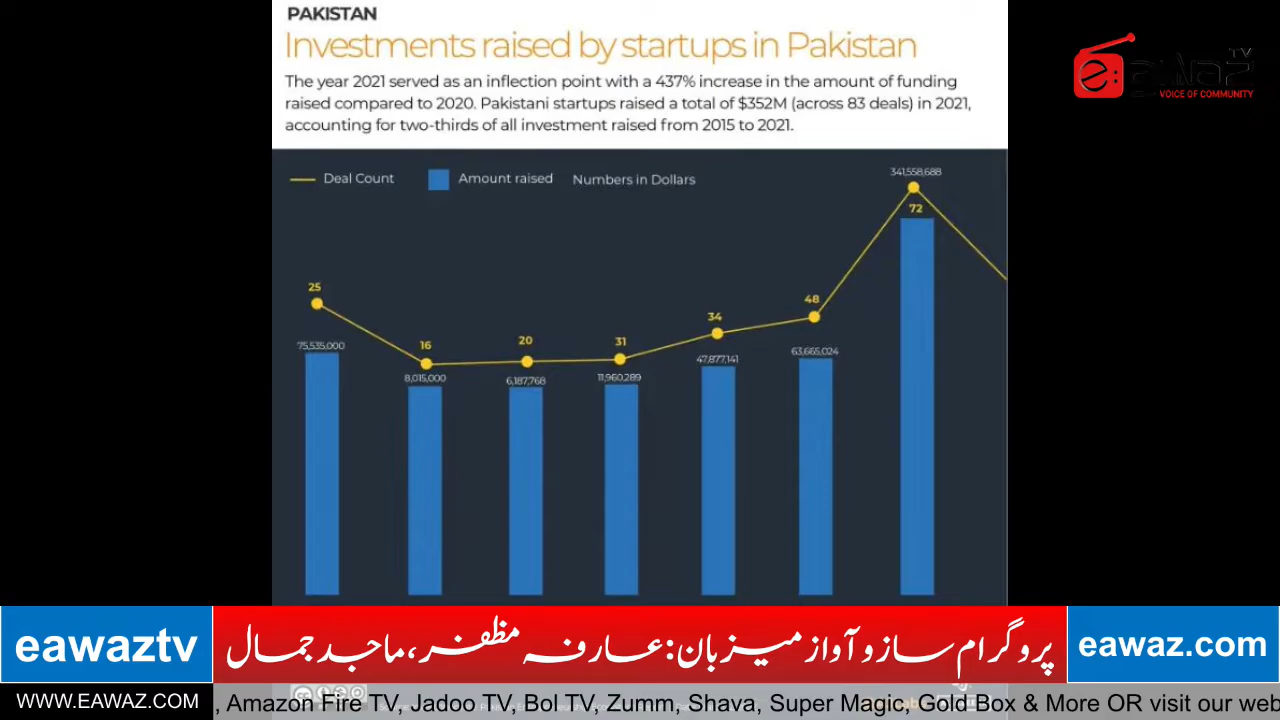 PAKISTAN
Investments raised by startups in Pakistan
The year 2021 served as an inflection point with a 437% increase in the amount of funding
raised compared to 2020. Pakistani startups raised a total of $352M (across 83 deals) in 2021,
accounting for two-thirds of all investment raised from 2015 to 2021.
TV
VOICE OF COMMUNITY
Deal Count Amount raised Numbers in Dollars
341,558,688
72
25
48
34
31
20
16
75,535,000
8,015,000
6,187,768
11,960,289
47,877,141
63,665,024
eawaztv
پروگرام ساز و آواز میزبان: عارفہ مظفر، ماجد جمال
eawaz.com
WWW.EAWAZ.COM
, Amazon Fire TV, Jadoo TV, Bol TV, Zumm, Shava, Super Magic, Gold Box & More OR visit our web